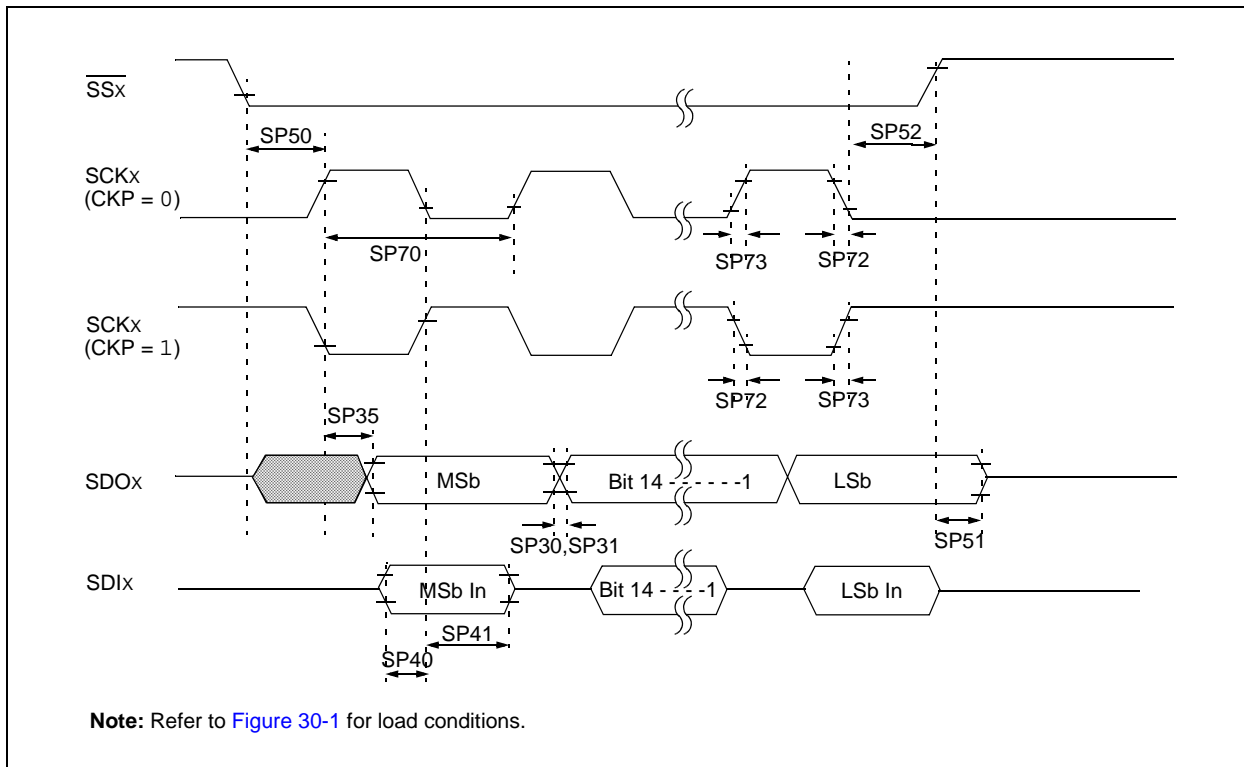 SSx
SP50
SP52
SCKx
(CKP = 0)
SP70
SP73
SP72
SCKx
(CKP = 1)
SP72
SP73
SP35
SDOx
MSb
Bit 14 - - - - - -1
LSb
SP30,SP31
SP51
SDIx
MSb In
Bit 14 - - - -1
LSb In
SP41
SP40
Note: Refer to Figure 30-1 for load conditions.